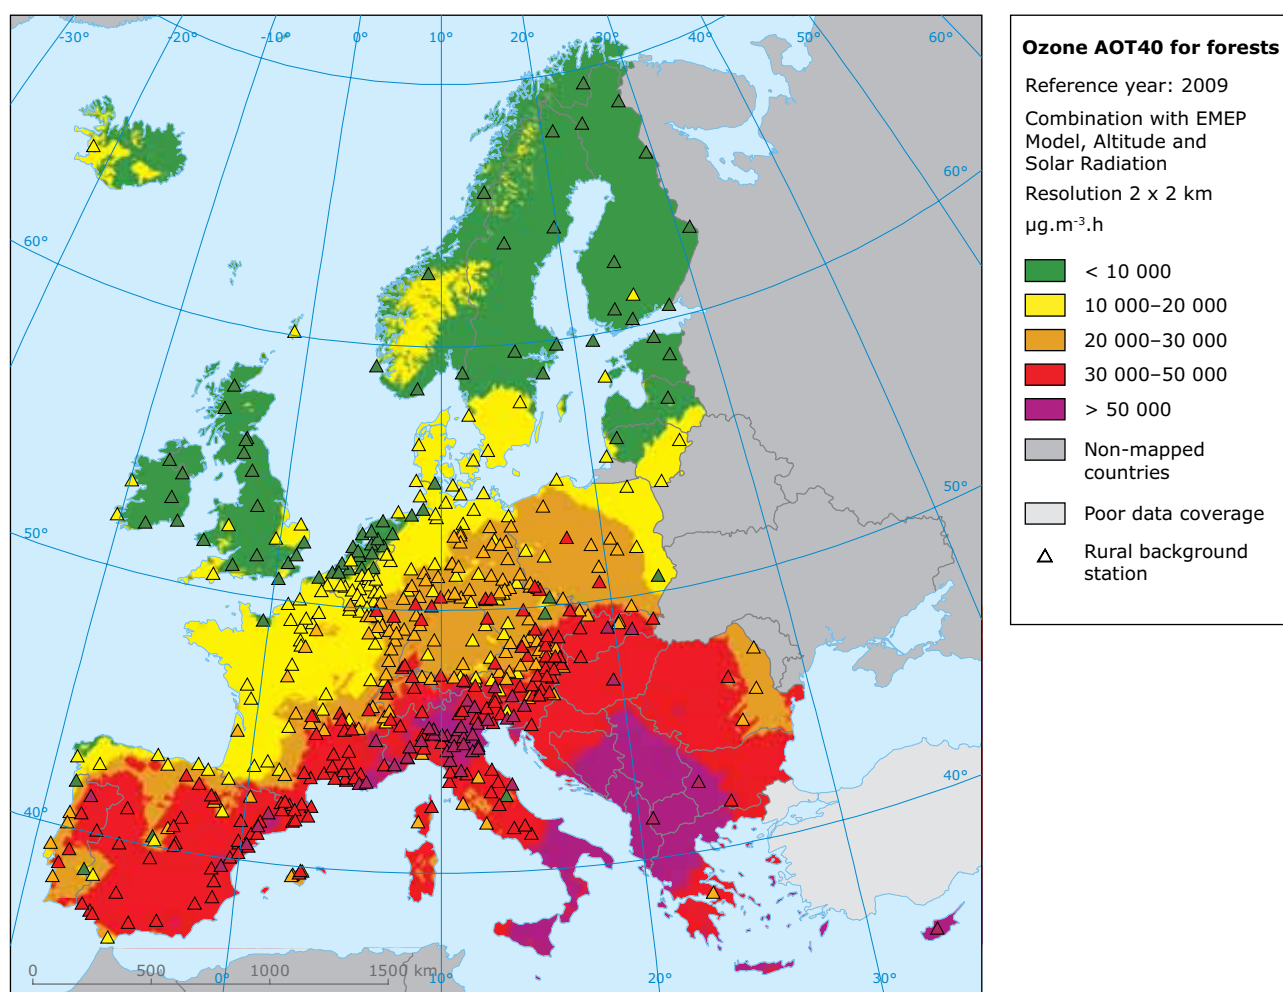 -30° -20° -10° 0° 10° 20° 30° 40° 50° 60°
60°
60°
50°
50°
40°
40°
0 500 1000 1500 km
0° 10° 20° 30°
Ozone AOT40 for forests
Reference year: 2009
Combination with EMEP
Model, Altitude and
Solar Radiation
Resolution 2 x 2 km
µg.m⁻³.h
< 10 000
10 000–20 000
20 000–30 000
30 000–50 000
> 50 000
Non-mapped
countries
Poor data coverage
Rural background
station